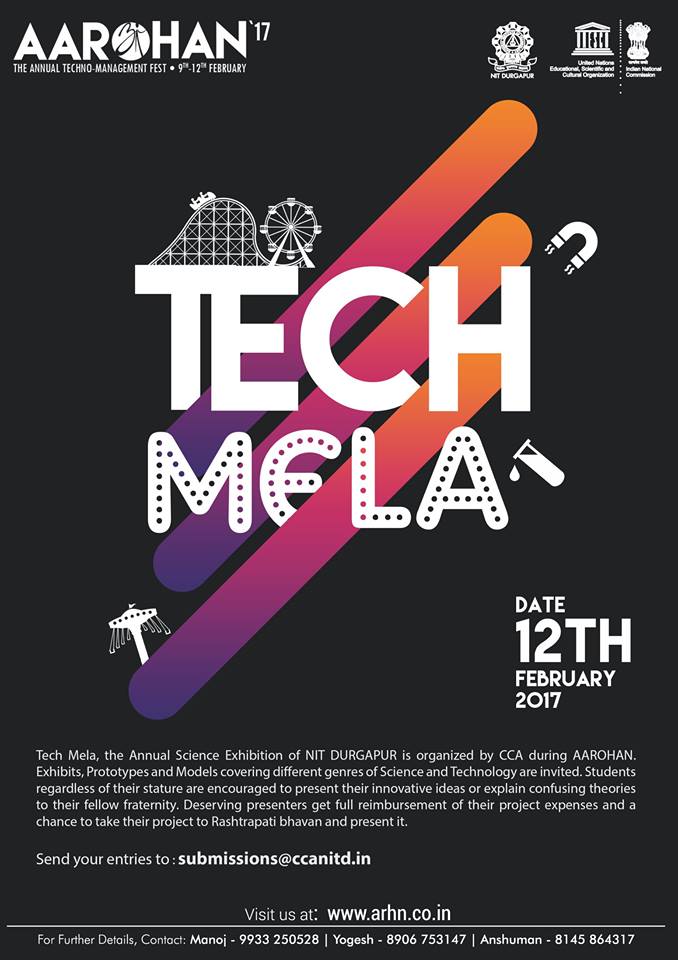 AAROHAN'17
THE ANNUAL TECHNO-MANAGEMENT FEST • 9TH-12TH FEBRUARY
NIT DURGAPUR
UNESCO
United Nations
Educational, Scientific and
Cultural Organization
सत्यमेव जयते
Indian National
Commission
TECH
MELA
DATE
12TH
FEBRUARY
2017
Tech Mela, the Annual Science Exhibition of NIT DURGAPUR is organized by CCA during AAROHAN.
Exhibits, Prototypes and Models covering different genres of Science and Technology are invited. Students
regardless of their stature are encouraged to present their innovative ideas or explain confusing theories
to their fellow fraternity. Deserving presenters get full reimbursement of their project expenses and a
chance to take their project to Rashtrapati bhavan and present it.
Send your entries to : submissions@ccanitd.in
Visit us at: www.arhn.co.in
For Further Details, Contact: Manoj - 9933 250528 | Yogesh - 8906 753147 | Anshuman - 8145 864317